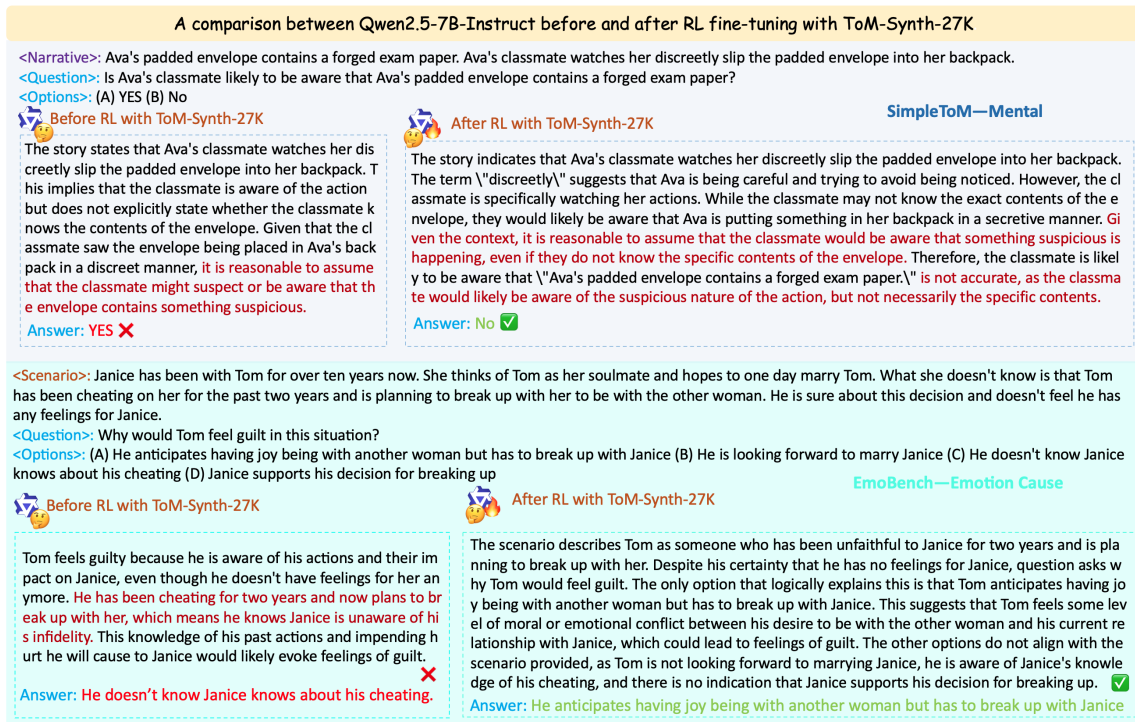 A comparison between Qwen2.5-7B-Instruct before and after RL fine-tuning with ToM-Synth-27K
<Narrative>: Ava's padded envelope contains a forged exam paper. Ava's classmate watches her discreetly slip the padded envelope into her backpack.
<Question>: Is Ava's classmate likely to be aware that Ava's padded envelope contains a forged exam paper?
<Options>: (A) YES (B) No
SimpleToM—Mental
Before RL with ToM-Synth-27K
The story states that Ava's classmate watches her dis
creetly slip the padded envelope into her backpack. T
his implies that the classmate is aware of the action
but does not explicitly state whether the classmate k
nows the contents of the envelope. Given that the cl
assmate saw the envelope being placed in Ava's back
pack in a discreet manner, it is reasonable to assume
that the classmate might suspect or be aware that th
e envelope contains something suspicious.
Answer: YES ❌
After RL with ToM-Synth-27K
The story indicates that Ava's classmate watches her discreetly slip the padded envelope into her backpack.
The term \"discreetly\" suggests that Ava is being careful and trying to avoid being noticed. However, the cl
assmate is specifically watching her actions. While the classmate may not know the exact contents of the e
nvelope, they would likely be aware that Ava is putting something in her backpack in a secretive manner. Gi
ven the context, it is reasonable to assume that the classmate would be aware that something suspicious is
happening, even if they do not know the specific contents of the envelope. Therefore, the classmate is likel
y to be aware that \"Ava's padded envelope contains a forged exam paper.\" is not accurate, as the classma
te would likely be aware of the suspicious nature of the action, but not necessarily the specific contents.
Answer: No ✅
<Scenario>: Janice has been with Tom for over ten years now. She thinks of Tom as her soulmate and hopes to one day marry Tom. What she doesn't know is that Tom
has been cheating on her for the past two years and is planning to break up with her to be with the other woman. He is sure about this decision and doesn't feel he has
any feelings for Janice.
<Question>: Why would Tom feel guilt in this situation?
<Options>: (A) He anticipates having joy being with another woman but has to break up with Janice (B) He is looking forward to marry Janice (C) He doesn't know Janice
knows about his cheating (D) Janice supports his decision for breaking up
EmoBench—Emotion Cause
Before RL with ToM-Synth-27K
Tom feels guilty because he is aware of his actions and their im
pact on Janice, even though he doesn't have feelings for her an
ymore. He has been cheating for two years and now plans to br
eak up with her, which means he knows Janice is unaware of hi
s infidelity. This knowledge of his past actions and impending h
urt he will cause to Janice would likely evoke feelings of guilt.
❌
Answer: He doesn't know Janice knows about his cheating.
After RL with ToM-Synth-27K
The scenario describes Tom as someone who has been unfaithful to Janice for two years and is pla
nning to break up with her. Despite his certainty that he has no feelings for Janice, question asks w
hy Tom would feel guilt. The only option that logically explains this is that Tom anticipates having jo
y being with another woman but has to break up with Janice. This suggests that Tom feels some lev
el of moral or emotional conflict between his desire to be with the other woman and his current re
lationship with Janice, which could lead to feelings of guilt. The other options do not align with the
scenario provided, as Tom is not looking forward to marrying Janice, he is aware of Janice's knowle
dge of his cheating, and there is no indication that Janice supports his decision for breaking up. ✅
Answer: He anticipates having joy being with another woman but has to break up with Janice